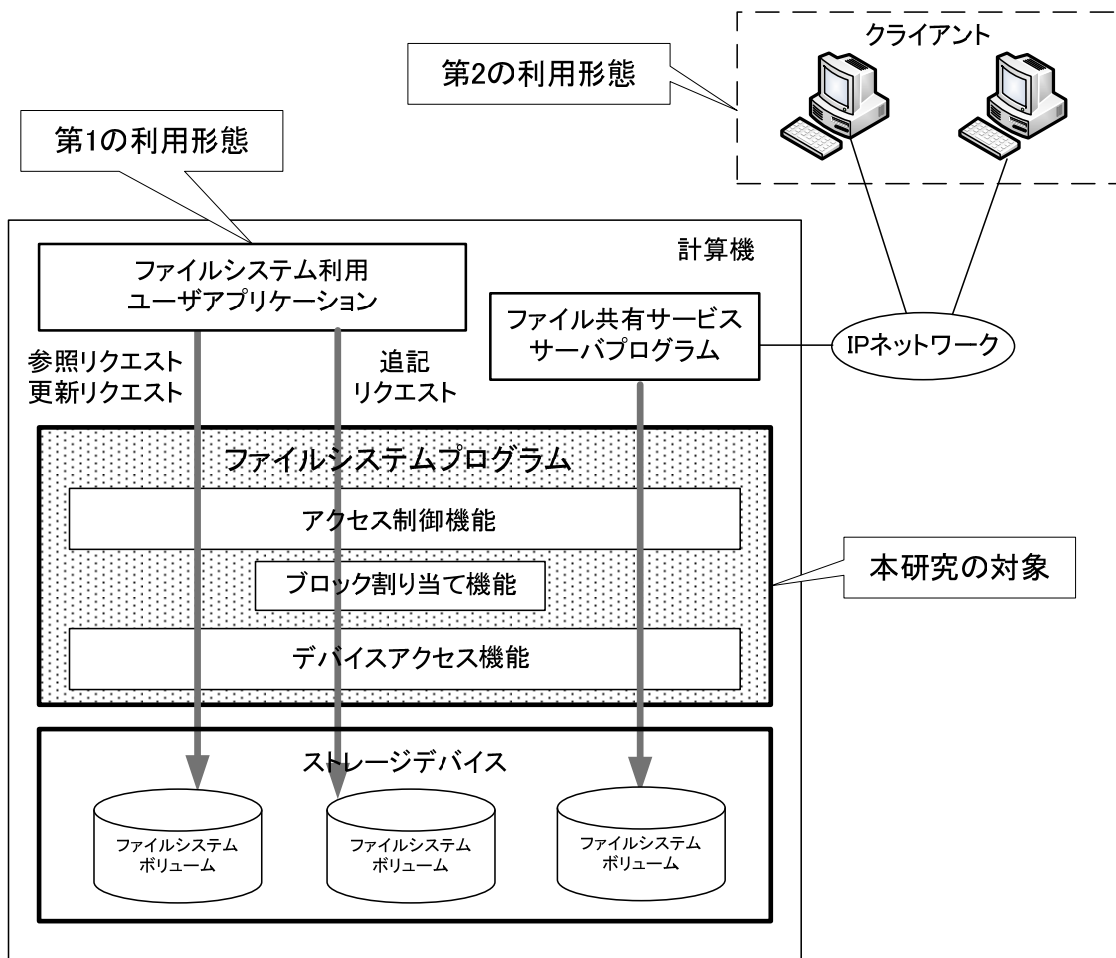 クライアント
第2の利用形態
第1の利用形態
計算機
ファイルシステム利用
ユーザアプリケーション
ファイル共有サービス
サーバプログラム
IPネットワーク
参照リクエスト
更新リクエスト
追記
リクエスト
ファイルシステムプログラム
アクセス制御機能
ブロック割り当て機能
デバイスアクセス機能
本研究の対象
ストレージデバイス
ファイルシステム
ボリューム
ファイルシステム
ボリューム
ファイルシステム
ボリューム